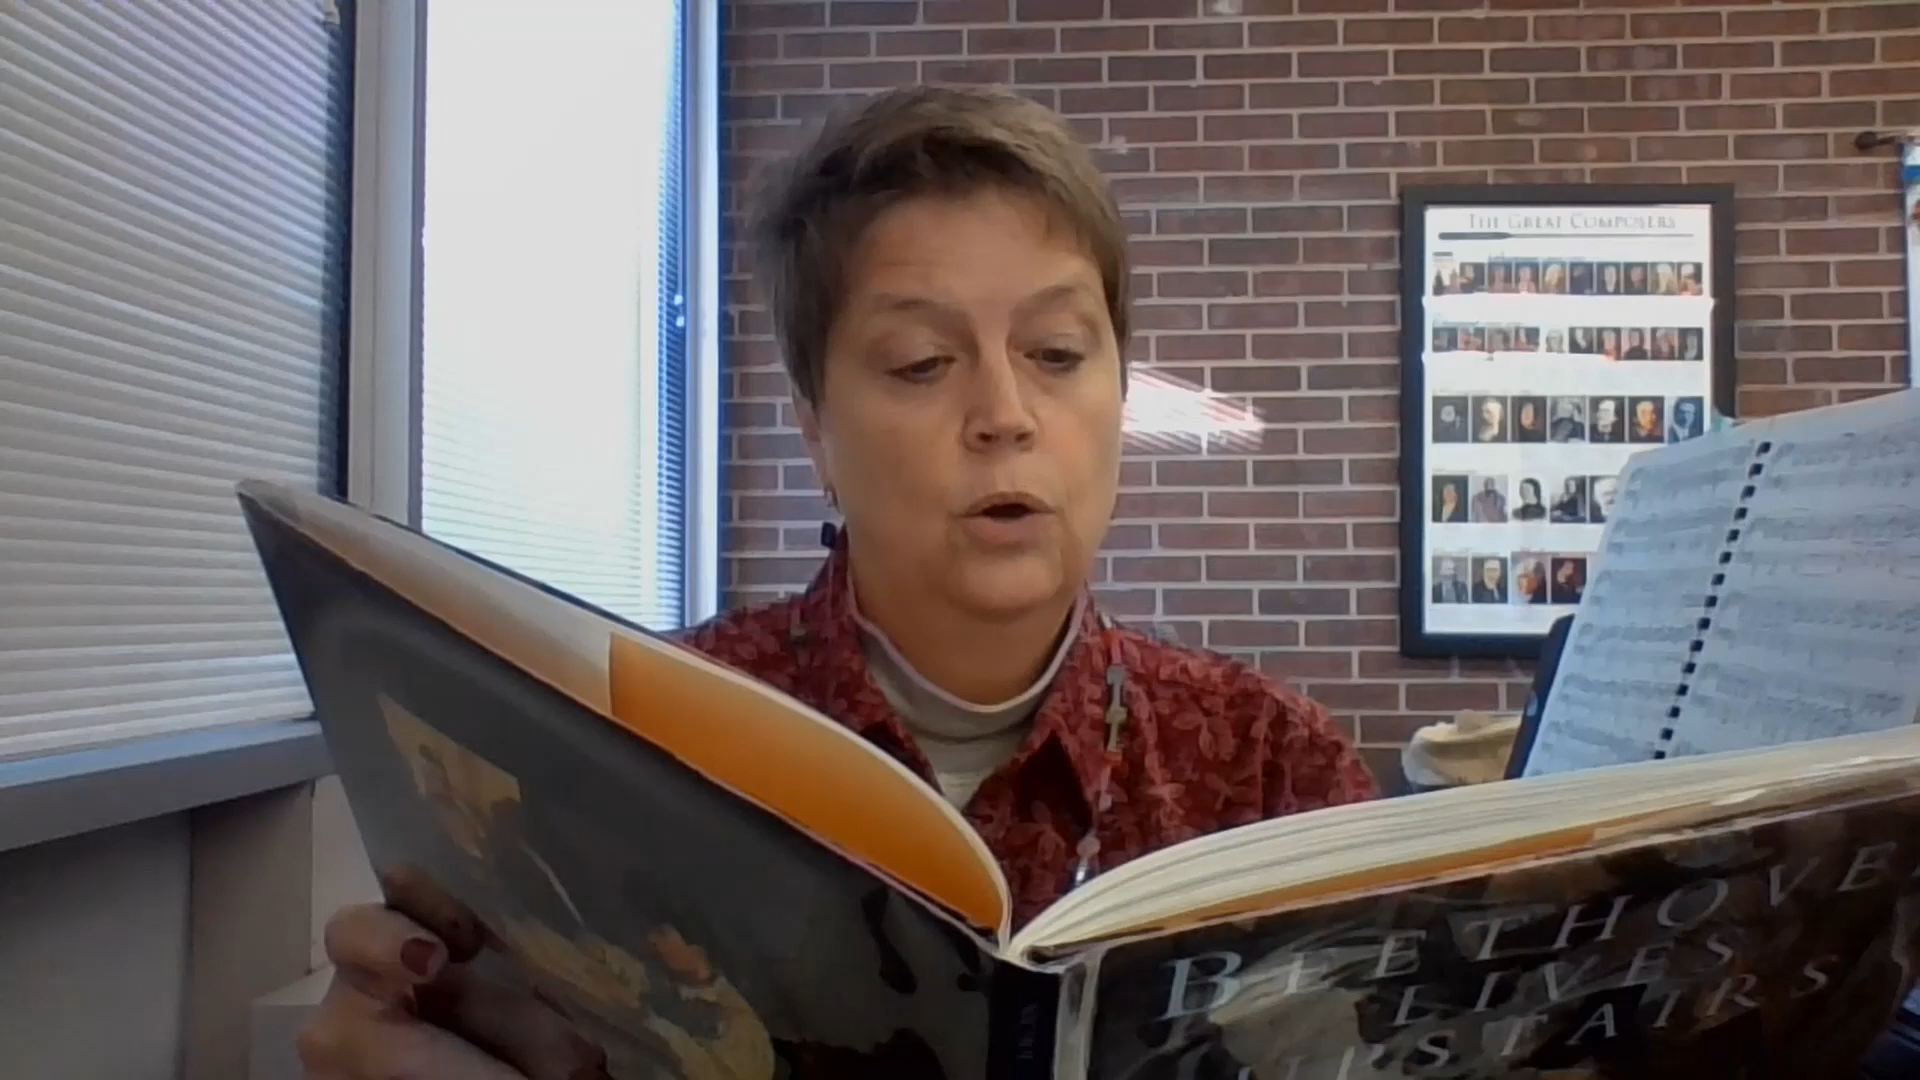 THE GREAT COMPOSERS
BEETHOVE
LIVES
UPSTAIRS